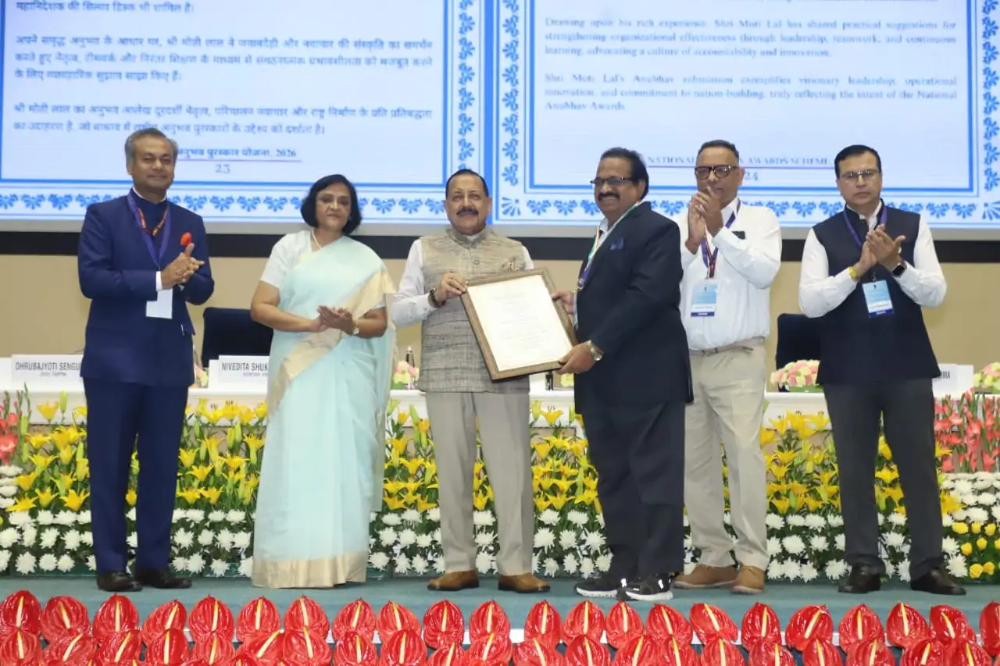 महानिदेशक की सिल्वर डिस्क भी शामिल है।
अपने समृद्ध अनुभव के आधार पर, श्री मोती लाल ने जवाबदेही और नवाचार की संस्कृति का समर्थन
करते हुए नेतृत्व, टीमवर्क और निरंतर शिक्षण के माध्यम से संगठनात्मक प्रभावशीलता को मजबूत करने
के लिए व्यावहारिक सुझाव साझा किए हैं।
श्री मोती लाल का अनुभव आलेख दूरदर्शी नेतृत्व, परिचालन नवाचार और राष्ट्र निर्माण के प्रति प्रतिबद्धता
का उदाहरण है, जो वास्तव में राष्ट्रीय अनुभव पुरस्कारों के उद्देश्य को दर्शाता है।
अनुभव पुरस्कार योजना, 2026
23
Drawing upon his rich experience, Shri Moti Lal has shared practical suggestions for
strengthening organizational effectiveness through leadership, teamwork, and continuous
learning, advocating a culture of accountability and innovation.
Shri Moti Lal's Anubhav submission exemplifies visionary leadership, operational
innovation, and commitment to nation-building, truly reflecting the intent of the National
Anubhav Awards
NATIONAL AWARDS SCHEME
24
DHRUBAJYOTI SENGU
NIVEDITA SHUK